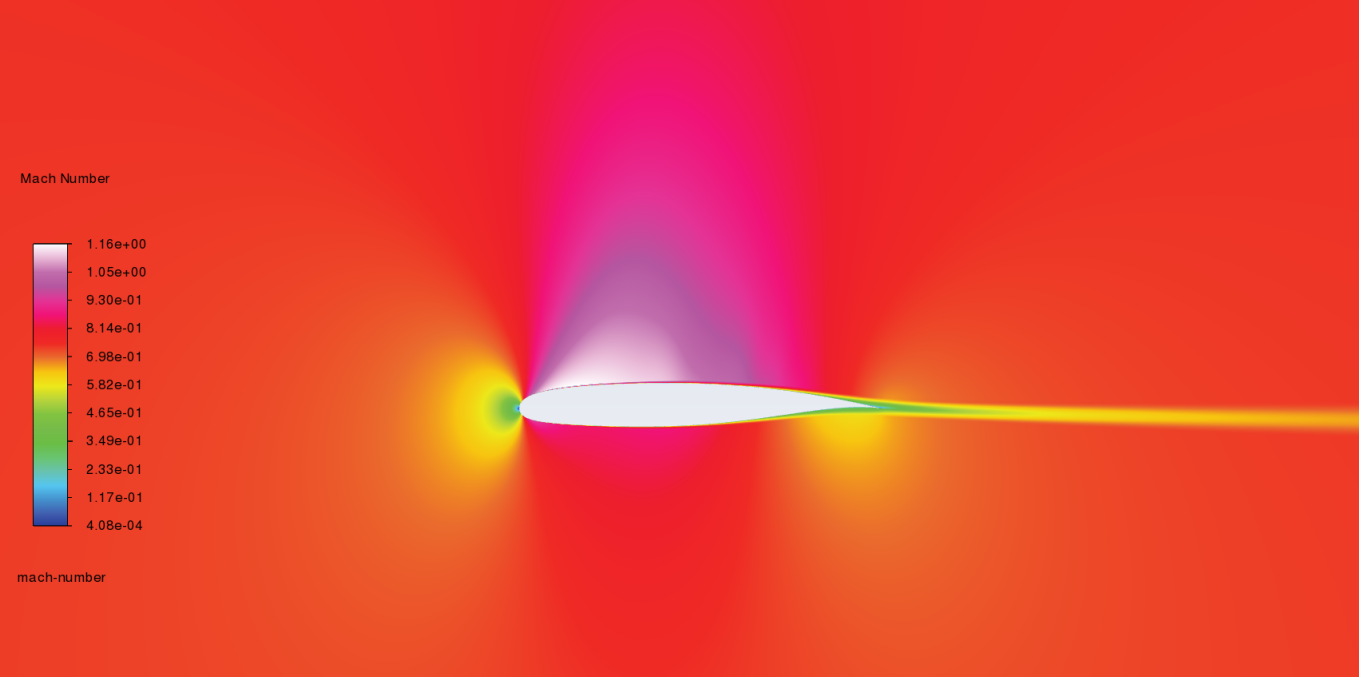 Mach Number
1.16e+00
1.05e+00
9.30e-01
8.14e-01
6.98e-01
5.82e-01
4.65e-01
3.49e-01
2.33e-01
1.17e-01
4.08e-04
mach-number